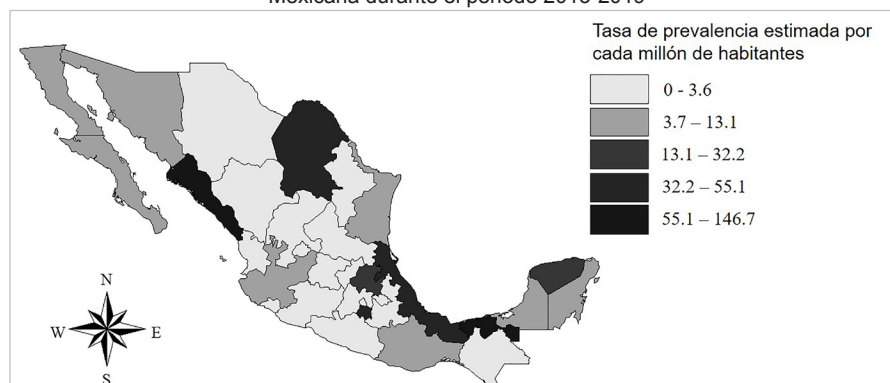 Mexicana durante el periodo 2013-2019
Tasa de prevalencia estimada por
cada millón de habitantes
0 - 3.6
3.7 – 13.1
13.1 – 32.2
32.2 – 55.1
55.1 – 146.7
N
W E
S